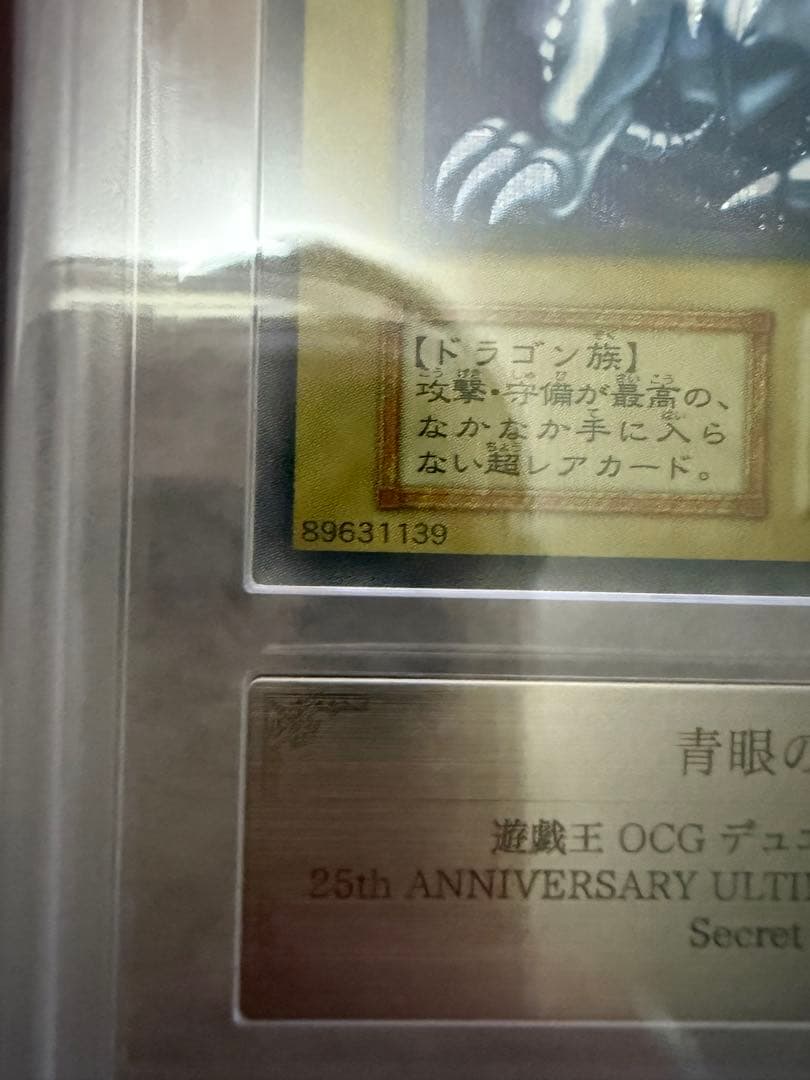 【ドラゴン族】
攻撃・守備が最高の、
なかなか手に入ら
ない超レアカード。
89631139
青眼の
遊戯王 OCG デュエ
25th ANNIVERSARY ULTI
Secret